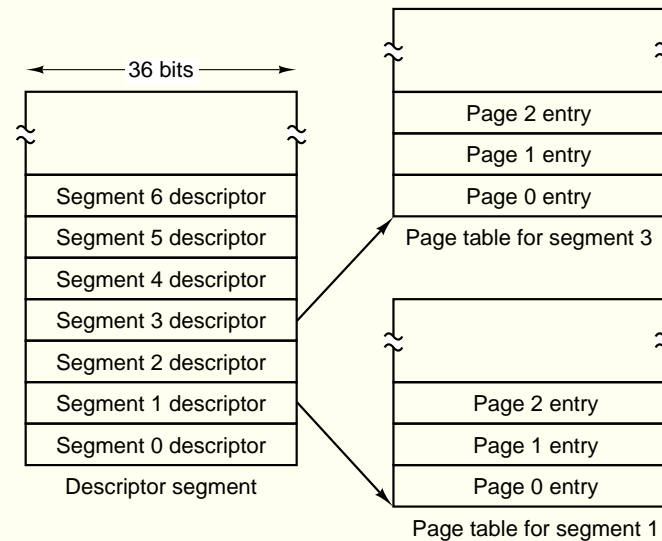 36 bits
Segment 6 descriptor
Segment 5 descriptor
Segment 4 descriptor
Segment 3 descriptor
Segment 2 descriptor
Segment 1 descriptor
Segment 0 descriptor
Descriptor segment
Page 2 entry
Page 1 entry
Page 0 entry
Page table for segment 3
Page 2 entry
Page 1 entry
Page 0 entry
Page table for segment 1